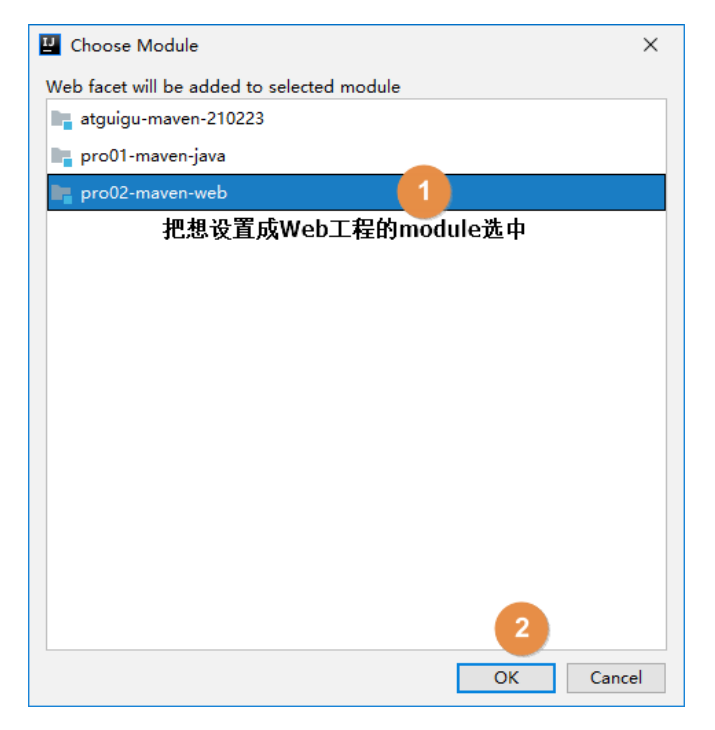 Choose Module
Web facet will be added to selected module
atguigu-maven-210223
pro01-maven-java
pro02-maven-web
1
把想设置成Web工程的module选中
2
OK
Cancel